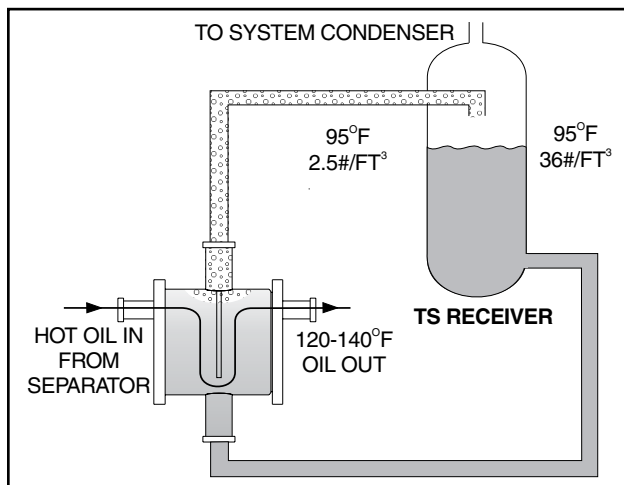 TO SYSTEM CONDENSER
95°F
2.5#/FT³
95°F
36#/FT³
TS RECEIVER
HOT OIL IN
FROM
SEPARATOR
120-140°F
OIL OUT